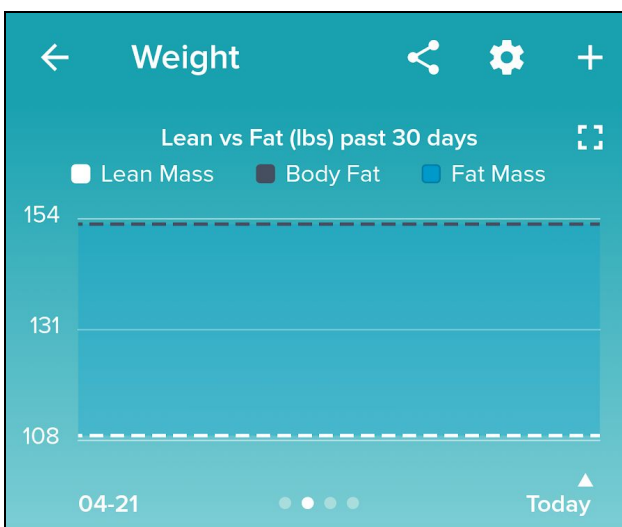 Weight
Lean vs Fat (lbs) past 30 days
Lean Mass Body Fat Fat Mass
154
131
108
04-21 Today